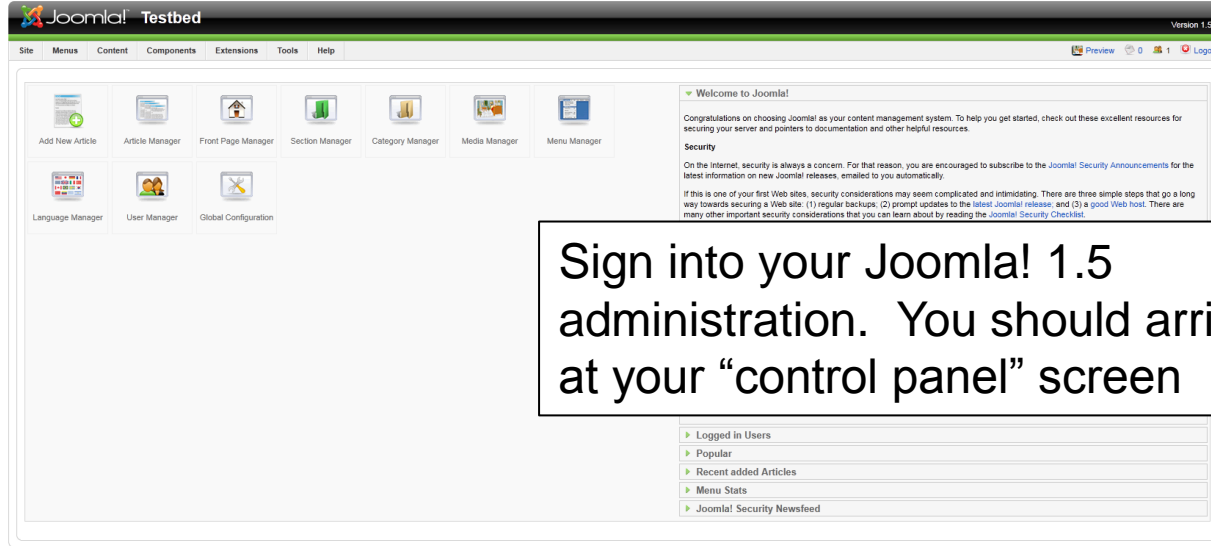 Joomla! Testbed
Version 1.5
Site Menus Content Components Extensions Tools Help
Preview 0 1 Logo
Add New Article Article Manager Front Page Manager Section Manager Category Manager Media Manager Menu Manager
Language Manager User Manager Global Configuration
Welcome to Joomla!
Congratulations on choosing Joomla! as your content management system. To help you get started, check out these excellent resources for
securing your server and pointers to documentation and other helpful resources.
Security
On the Internet, security is always a concern. For that reason, you are encouraged to subscribe to the Joomla! Security Announcements for the
latest information on new Joomla! releases, emailed to you automatically.
If this is one of your first Web sites, security considerations may seem complicated and intimidating. There are three simple steps that go a long
way towards securing a Web site: (1) regular backups; (2) prompt updates to the latest Joomla! release; and (3) a good Web host. There are
many other important security considerations that you can learn about by reading the Joomla! Security Checklist.
Sign into your Joomla! 1.5
administration. You should arri
at your “control panel” screen
Logged in Users
Popular
Recent added Articles
Menu Stats
Joomla! Security Newsfeed